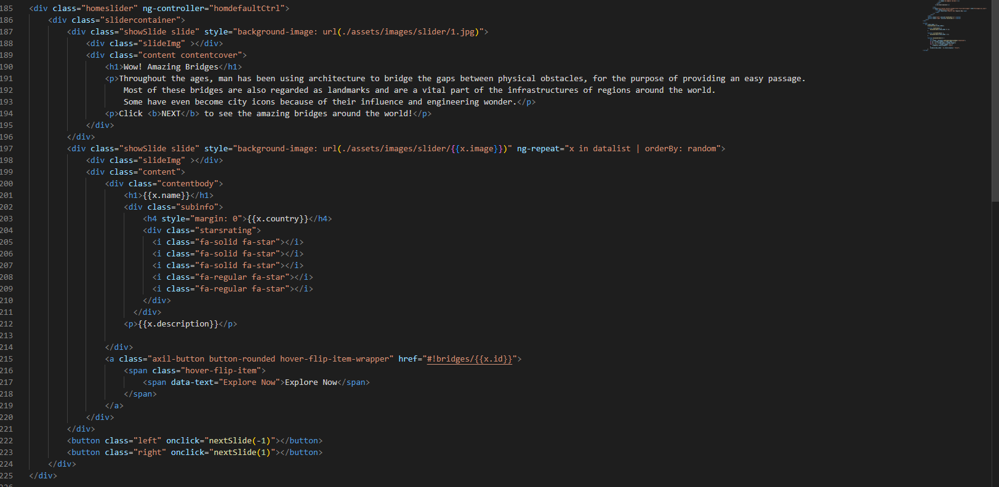 185 <div class="homeslider" ng-controller="homdefaultCtrl">
186 <div class="slidercontainer">
187 <div class="showSlide slide" style="background-image: url(./assets/images/slider/1.jpg)">
188 <div class="slideImg" ></div>
189 <div class="content contentcover">
190 <h1>Wow! Amazing Bridges</h1>
191 <p>Throughout the ages, man has been using architecture to bridge the gaps between physical obstacles, for the purpose of providing an easy passage.
192 Most of these bridges are also regarded as landmarks and are a vital part of the infrastructures of regions around the world.
193 Some have even become city icons because of their influence and engineering wonder.</p>
194 <p>Click <b>NEXT</b> to see the amazing bridges around the world!</p>
195 </div>
196 </div>
197 <div class="showSlide slide" style="background-image: url(./assets/images/slider/{{x.image}})" ng-repeat="x in datalist | orderBy: random">
198 <div class="slideImg" ></div>
199 <div class="content">
200 <div class="contentbody">
201 <h1>{{x.name}}</h1>
202 <div class="subinfo">
203 <h4 style="margin: 0">{{x.country}}</h4>
204 <div class="starsrating">
205 <i class="fa-solid fa-star"></i>
206 <i class="fa-solid fa-star"></i>
207 <i class="fa-solid fa-star"></i>
208 <i class="fa-regular fa-star"></i>
209 <i class="fa-regular fa-star"></i>
210 </div>
211 </div>
212 <p>{{x.description}}</p>
213
214 </div>
215 <a class="axil-button button-rounded hover-flip-item-wrapper" href="#!bridges/{{x.id}}">
216 <span class="hover-flip-item">
217 <span data-text="Explore Now">Explore Now</span>
218 </span>
219 </a>
220 </div>
221 </div>
222 <button class="left" onclick="nextSlide(-1)"></button>
223 <button class="right" onclick="nextSlide(1)"></button>
224 </div>
225 </div>